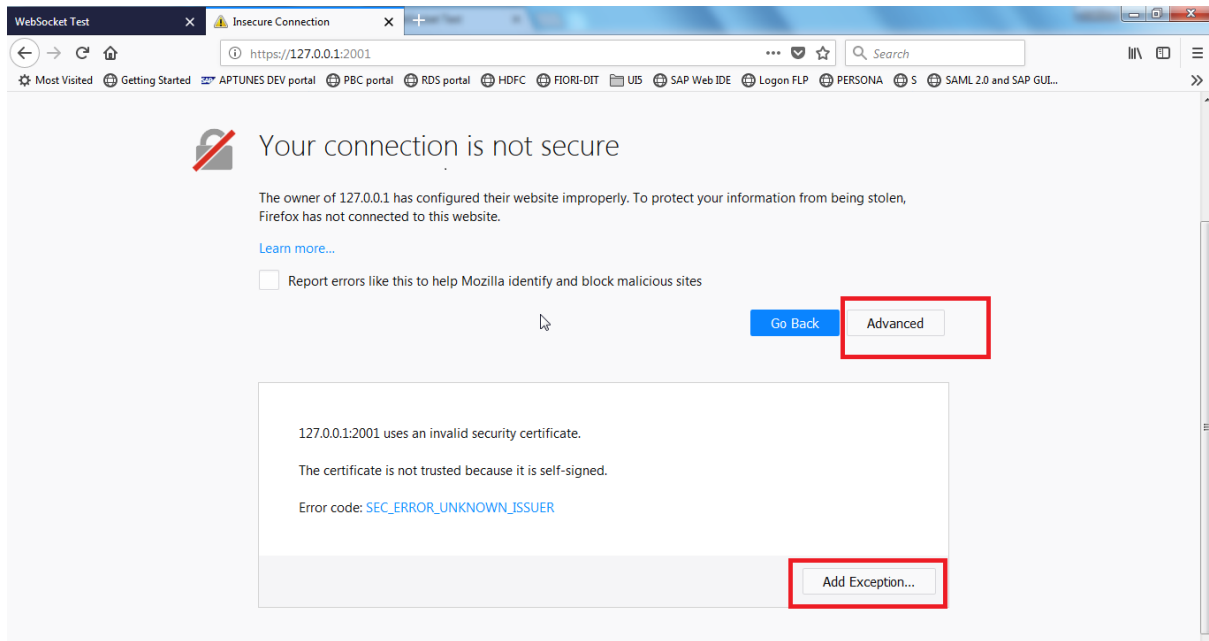 WebSocket Test
Insecure Connection
https://127.0.0.1:2001
Search
Most Visited Getting Started APTUNES DEV portal PBC portal RDS portal HDFC FIORI-DIT UI5 SAP Web IDE Logon FLP PERSONA S SAML 2.0 and SAP GUI...
Your connection is not secure
The owner of 127.0.0.1 has configured their website improperly. To protect your information from being stolen,
Firefox has not connected to this website.
Learn more...
Report errors like this to help Mozilla identify and block malicious sites
Go Back Advanced
127.0.0.1:2001 uses an invalid security certificate.
The certificate is not trusted because it is self-signed.
Error code: SEC_ERROR_UNKNOWN_ISSUER
Add Exception...